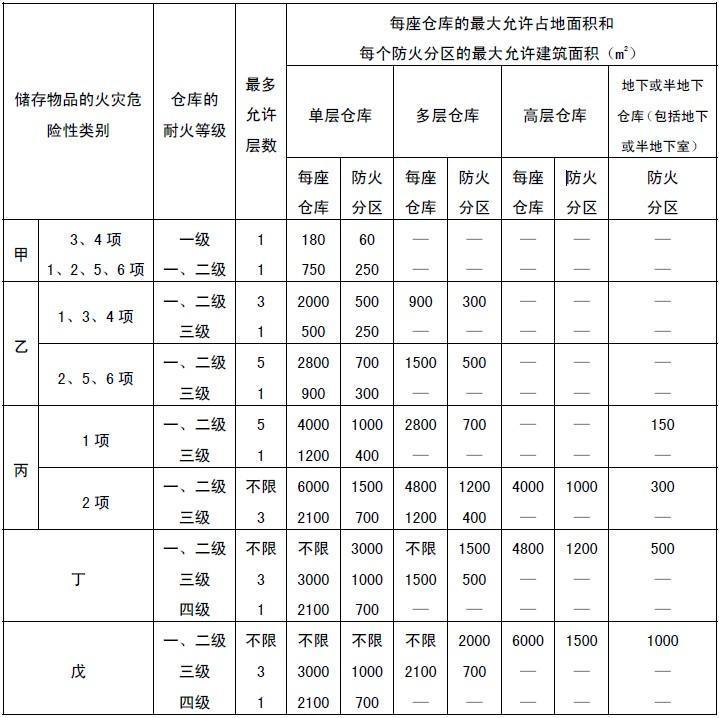 每座仓库的最大允许占地面积和
每个防火分区的最大允许建筑面积（m²）
储存物品的火灾危
险性类别
仓库的
耐火等级
最多
允许
层数
单层仓库
多层仓库
高层仓库
地下或半地下
仓库（包括地下
或半地下室）
每座
仓库
防火
分区
每座
仓库
防火
分区
每座
仓库
防火
分区
防火
分区
甲
3、4项 一级 1 180 60 — — — — —
1、2、5、6项 一、二级 1 750 250 — — — — —
乙
1、3、4项
一、二级 3 2000 500 900 300 — — —
三级 1 500 250 — — — — —
2、5、6项
一、二级 5 2800 700 1500 500 — — —
三级 1 900 300 — — — — —
丙
1项
一、二级 5 4000 1000 2800 700 — — 150
三级 1 1200 400 — — — — —
2项
一、二级 不限 6000 1500 4800 1200 4000 1000 300
三级 3 2100 700 1200 400 — — —
丁
一、二级 不限 不限 3000 不限 1500 4800 1200 500
三级 3 3000 1000 1500 500 — — —
四级 1 2100 700 — — — — —
戊
一、二级 不限 不限 不限 不限 2000 6000 1500 1000
三级 3 3000 1000 2100 700 — — —
四级 1 2100 700 — — — — —